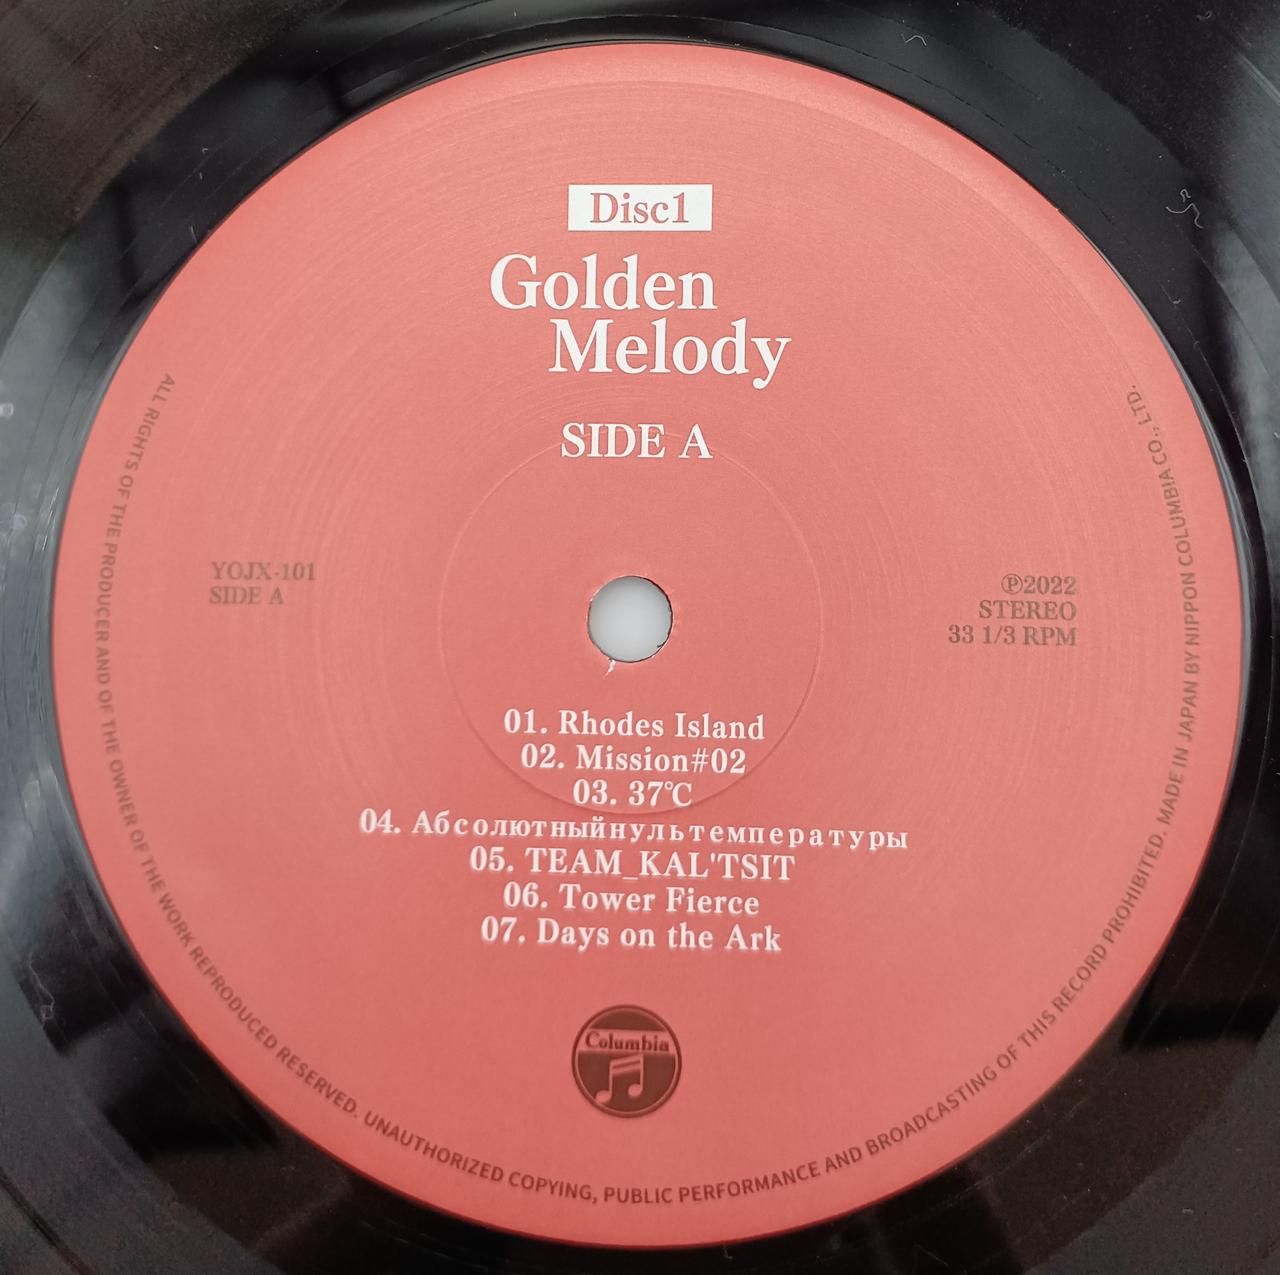 Disc1
Golden
Melody
SIDE A
YOJX-101
SIDE A
℗2022
STEREO
33 1/3 RPM
01. Rhodes Island
02. Mission#02
03. 37℃
04. Абсолютныйнультемпературы
05. TEAM_KAL'TSIT
06. Tower Fierce
07. Days on the Ark
Columbia
ALL RIGHTS OF THE PRODUCER AND OF THE OWNER OF THE WORK REPRODUCED RESERVED. UNAUTHORIZED COPYING, PUBLIC PERFORMANCE AND BROADCASTING OF THIS RECORD PROHIBITED. MADE IN JAPAN BY NIPPON COLUMBIA CO., LTD.